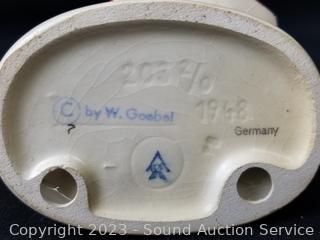 203 2/0
© by W. Goebel 1948
?
Germany
Copyright 2023 - Sound Auction Service